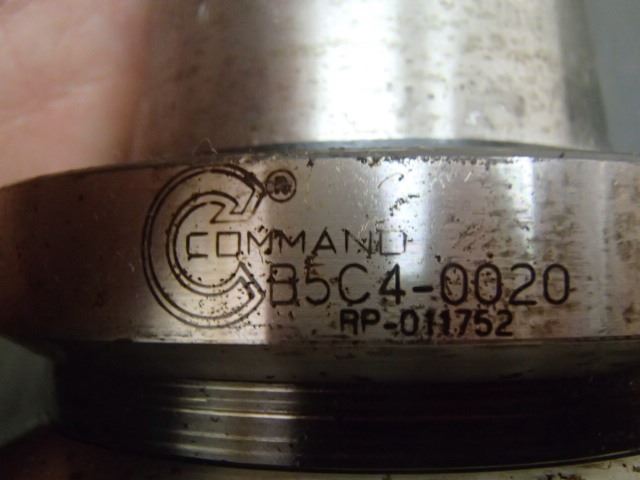 ®
COMMAND
B5C4-0020
RP-011752